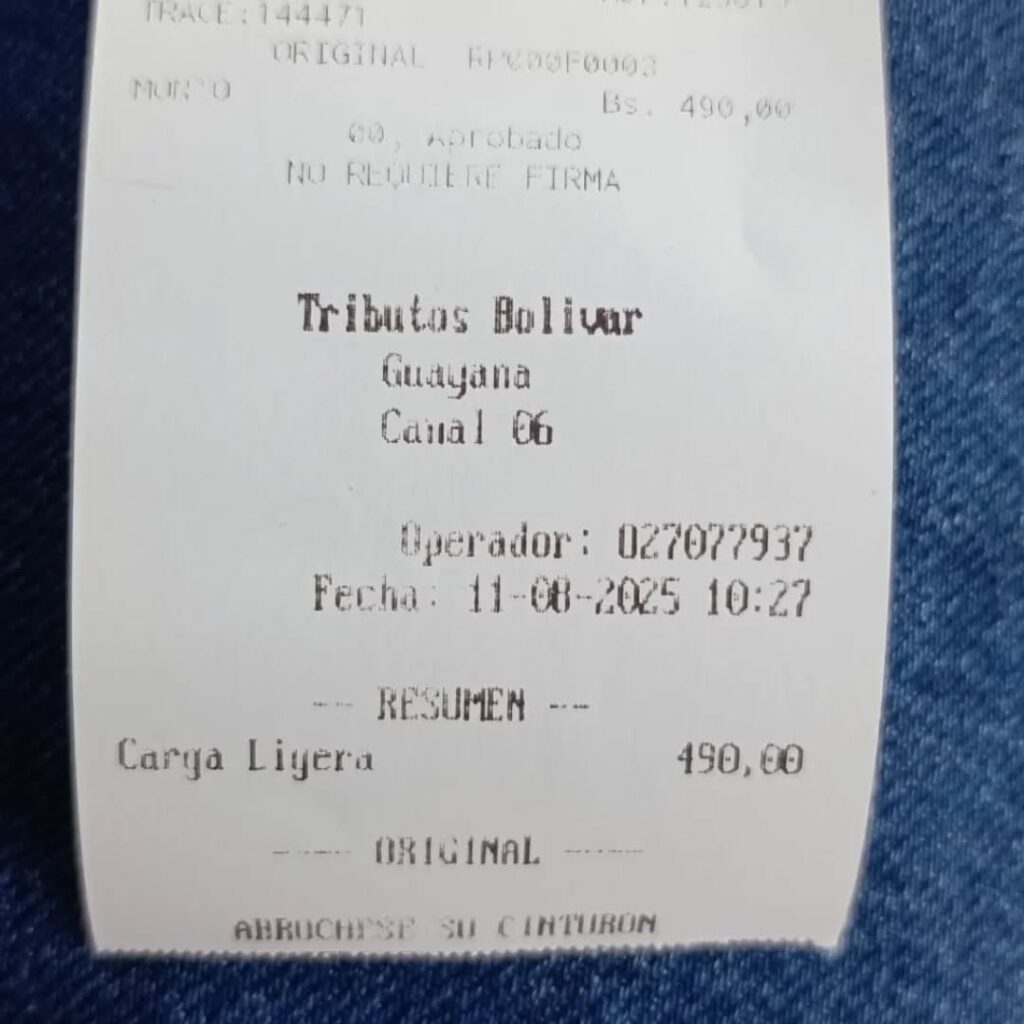 TRACE:144471
ORIGINAL
MONTO Bs. 490,00
00, Aprobado
NO REQUIERE FIRMA
Tributos Bolivar
Guayana
Canal 06
Operador: 027077937
Fecha: 11-08-2025 10:27
--- RESUMEN ---
Carga Ligera 490,00
----- ORIGINAL -----
ABROCHESE SU CINTURON